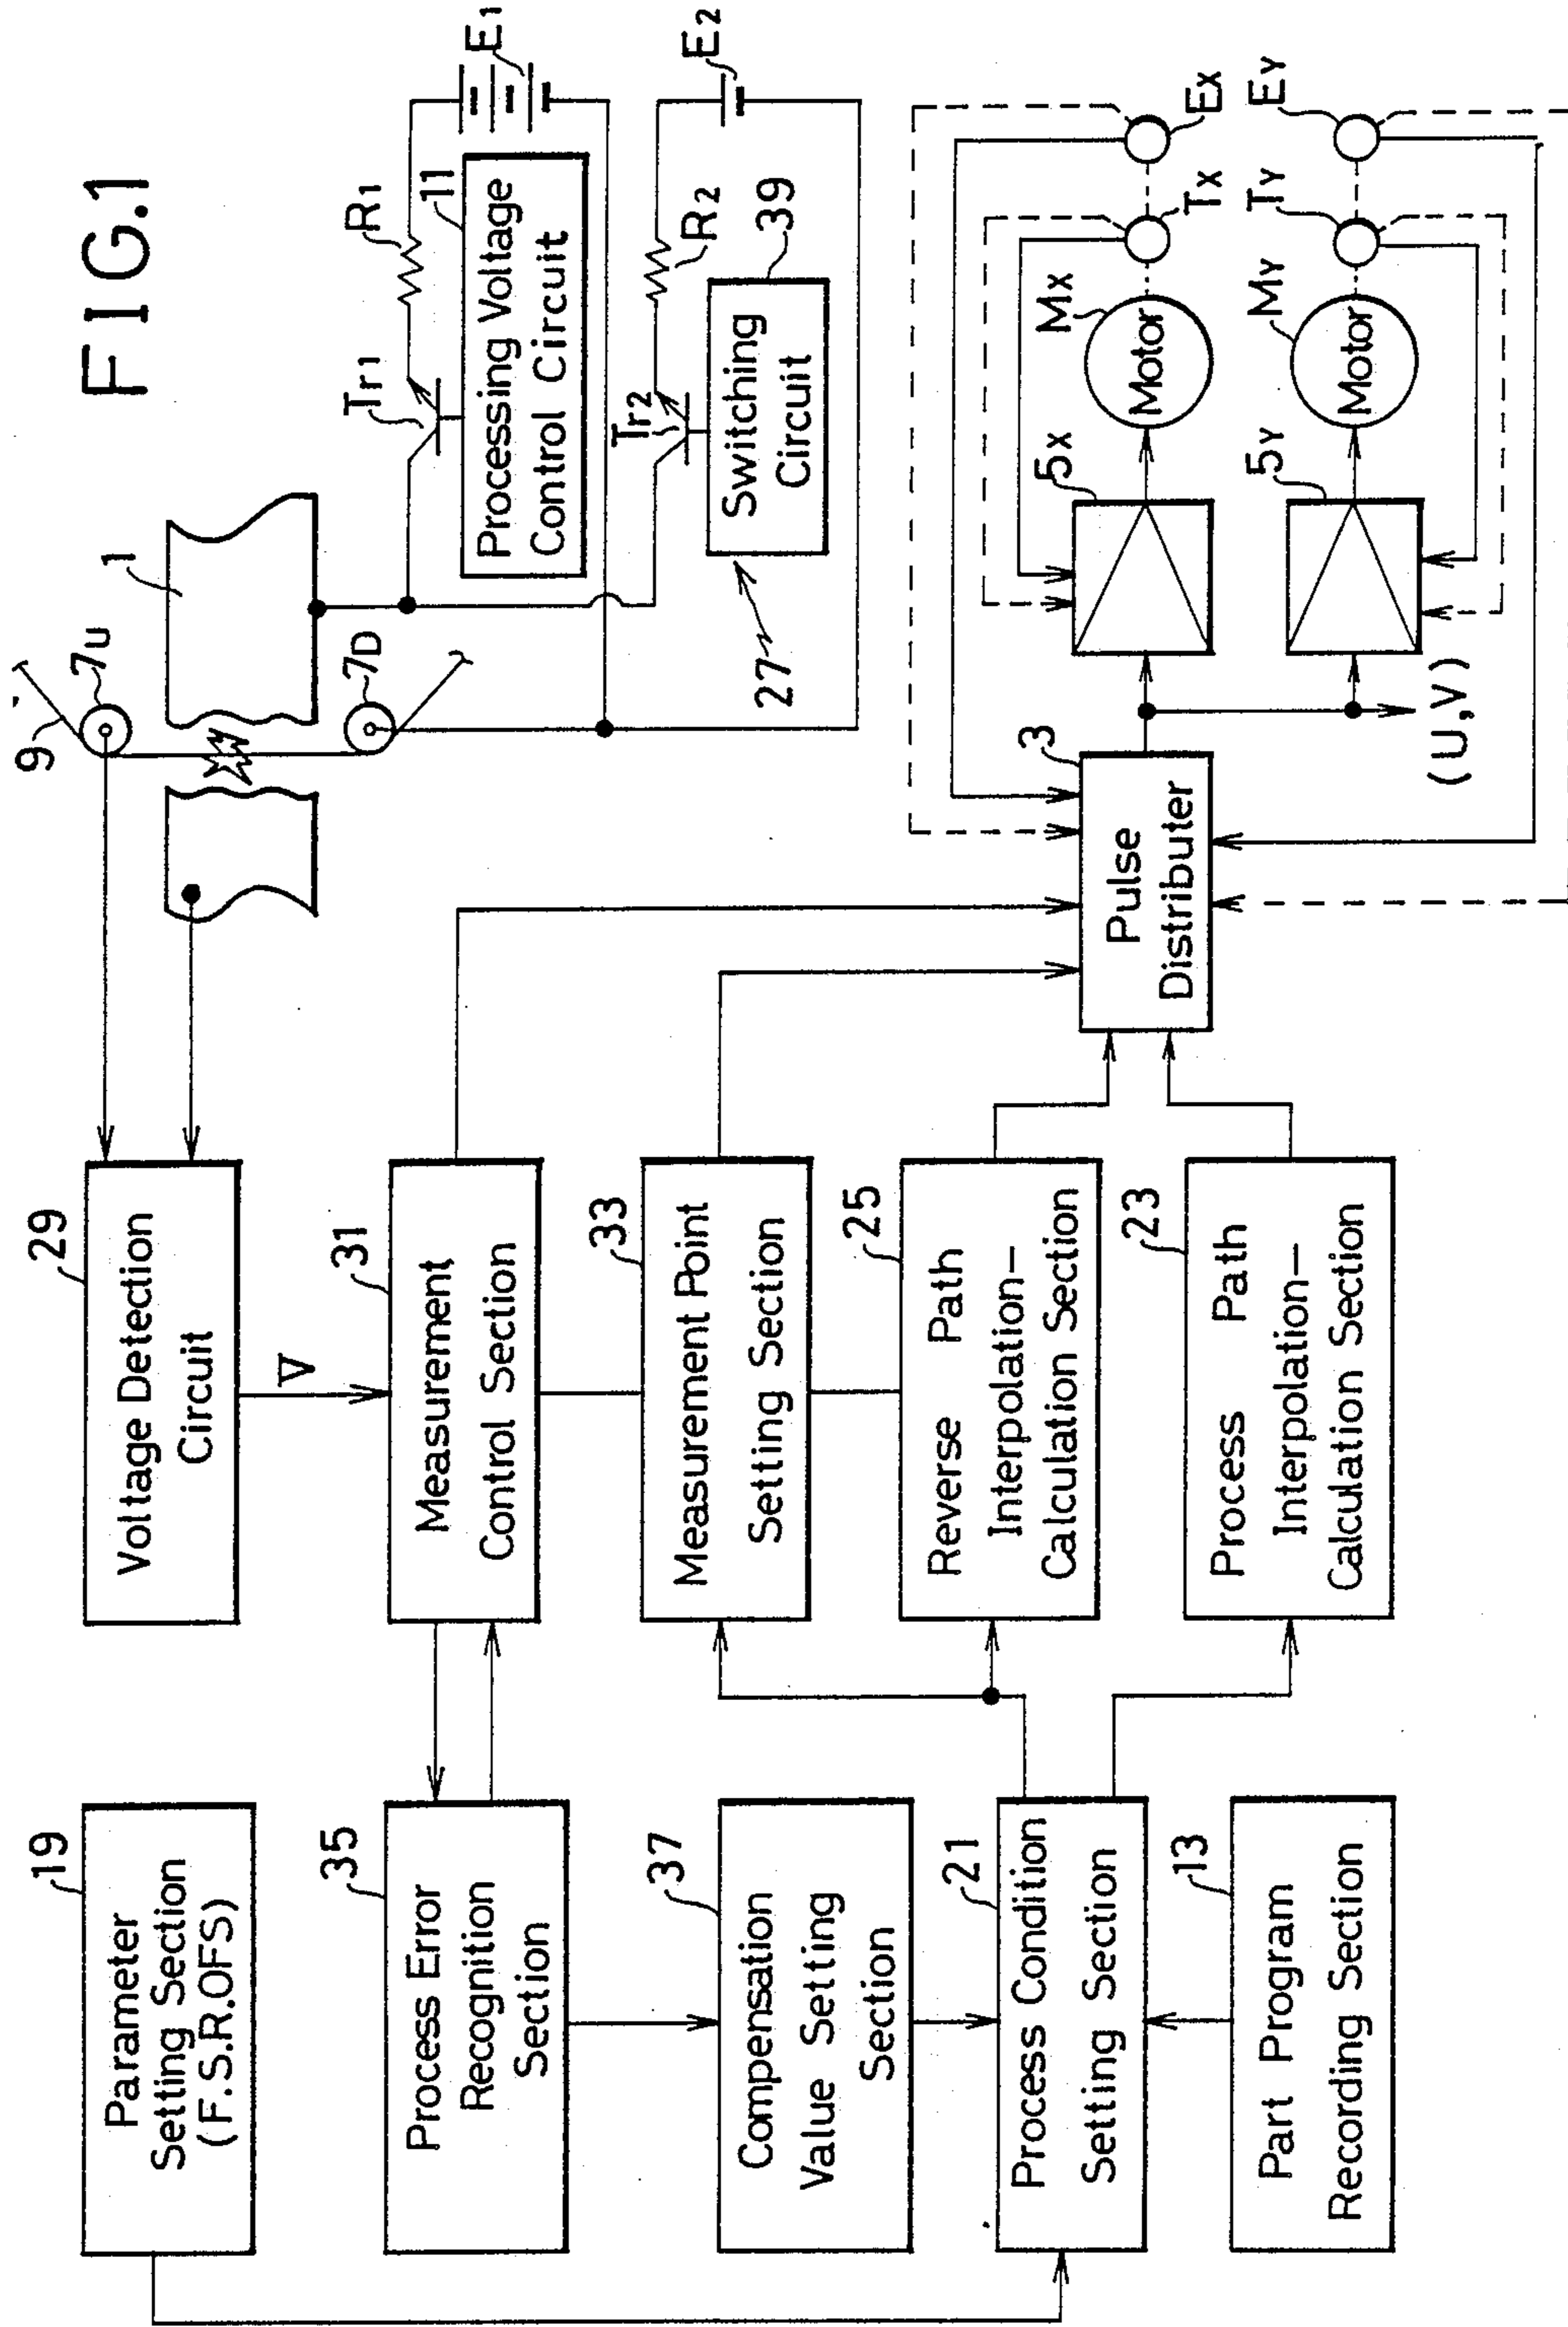 FIG.1
19
Parameter
Setting Section
(F.S.R.OFS)
35
Process Error
Recognition
Section
37
Compensation
Value Setting
Section
21
Process Condition
Setting Section
13
Part Program
Recording Section
29
Voltage Detection
Circuit
V
31
Measurement
Control Section
33
Measurement Point
Setting Section
25
Reverse Path
Interpolation-
Calculation Section
23
Process Path
Interpolation-
Calculation Section
9
7U
1
7D
Tr1
R1
E1
11
Processing Voltage
Control Circuit
Tr2
R2
E2
27
39
Switching
Circuit
3
Pulse
Distributer
(U,V)
5X
MX
Motor
TX
EX
5Y
MY
Motor
TY
EY